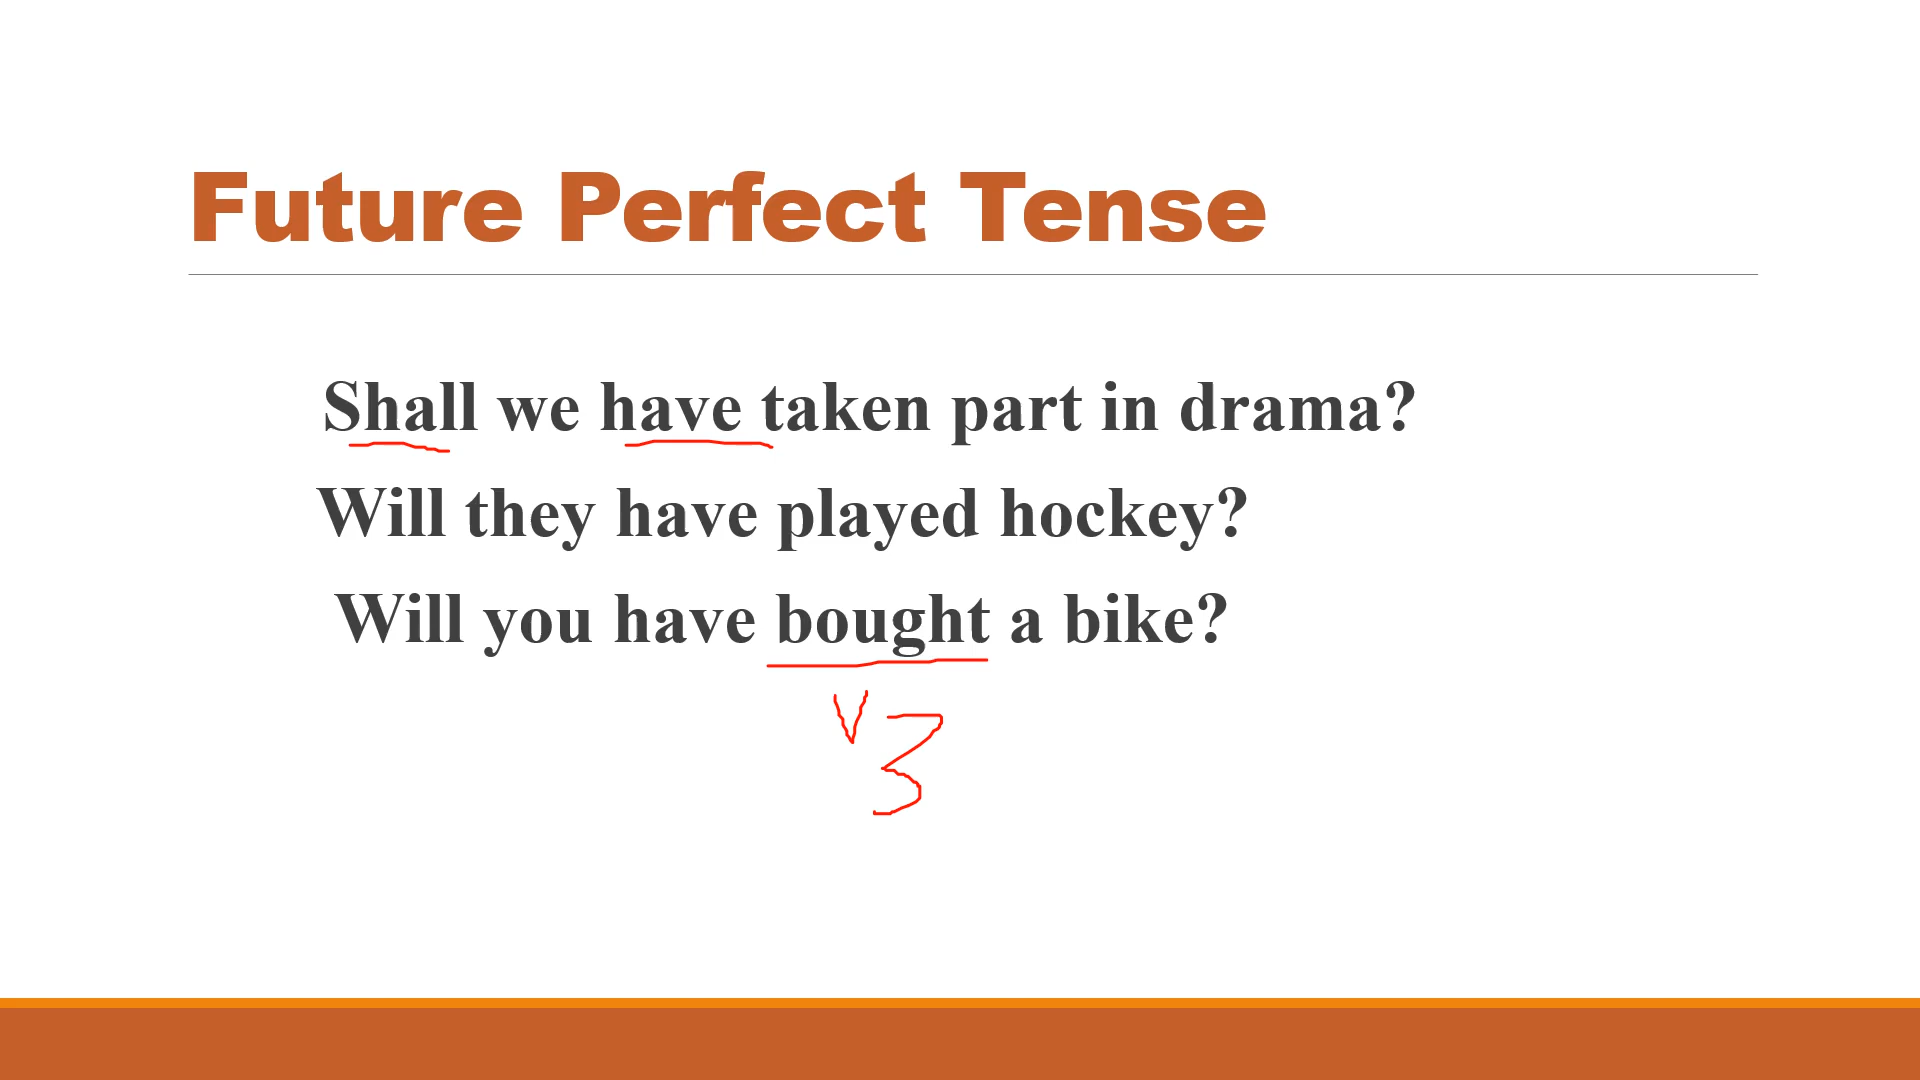 Future Perfect Tense
Shall we have taken part in drama?
Will they have played hockey?
Will you have bought a bike?
V3